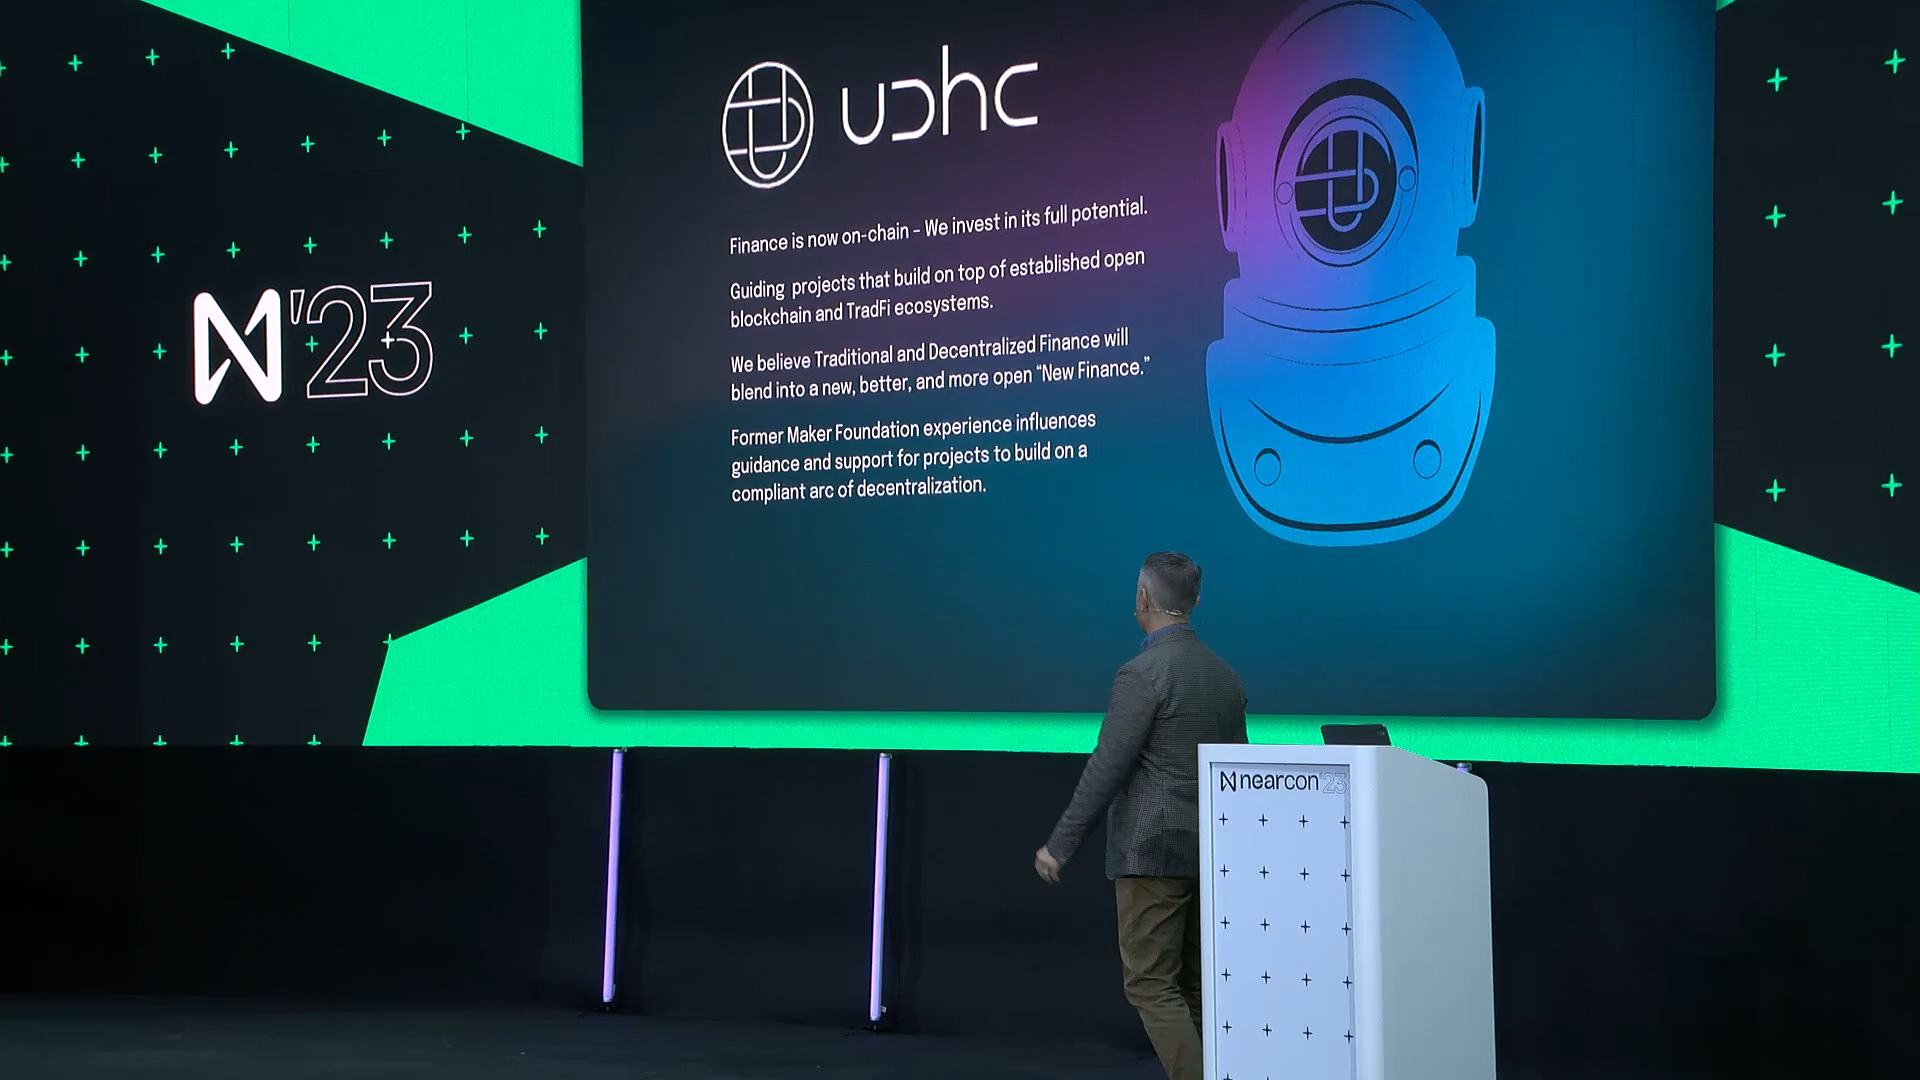 udhc
Finance is now on-chain – We invest in its full potential.
Guiding projects that build on top of established open
blockchain and TradFi ecosystems.
We believe Traditional and Decentralized Finance will
blend into a new, better, and more open “New Finance.”
Former Maker Foundation experience influences
guidance and support for projects to build on a
compliant arc of decentralization.
N'23
nearcon'23